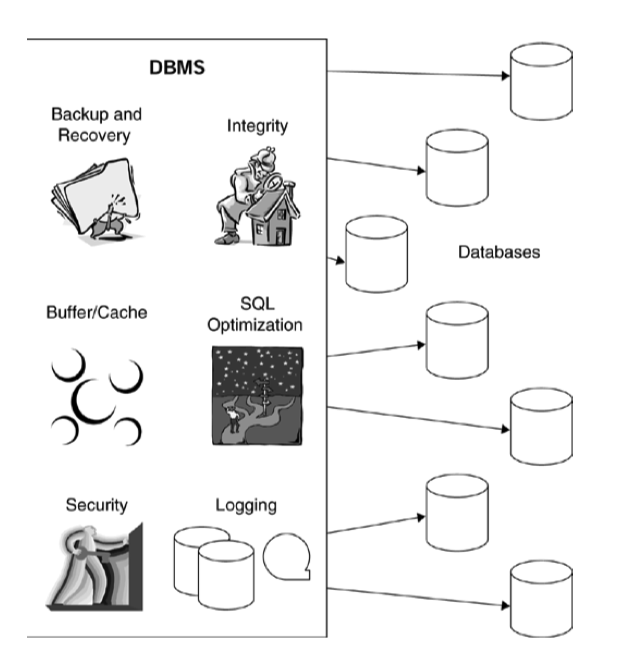 DBMS
Backup and
Recovery
Integrity
Databases
Buffer/Cache
SQL
Optimization
Security
Logging